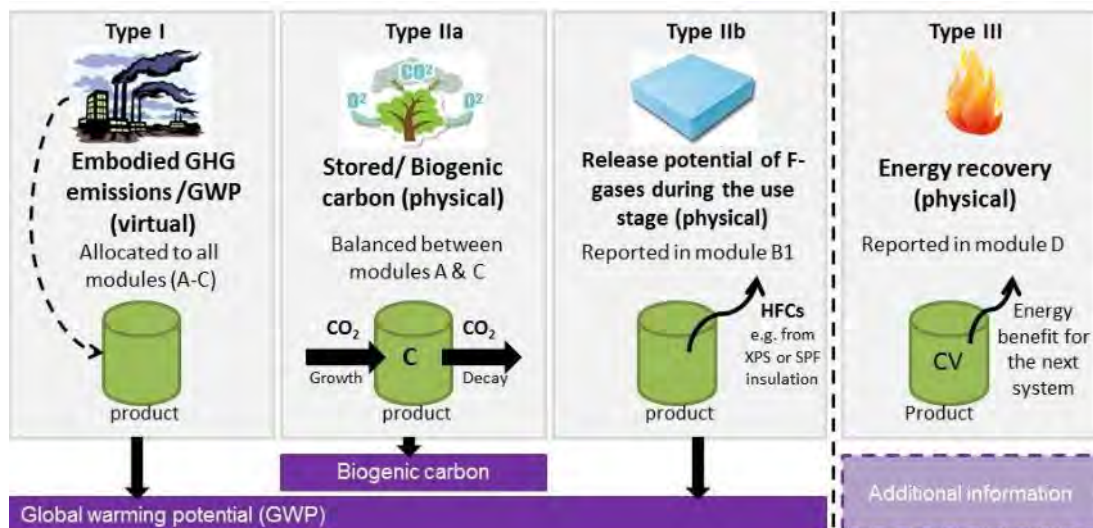 Type I
O²
Embodied GHG
emissions /GWP
(virtual)
Allocated to all
modules (A-C)
product
Type IIa
CO²
O²
O²
Stored/ Biogenic
carbon (physical)
Balanced between
modules A & C
CO₂
CO₂
C
Growth
Decay
product
Type IIb
Release potential of F-
gases during the use
stage (physical)
Reported in module B1
HFCs
e.g. from
XPS or SPF
insulation
product
Type III
Energy recovery
(physical)
Reported in module D
Energy
benefit for
the next
system
CV
Product
Biogenic carbon
Additional information
Global warming potential (GWP)